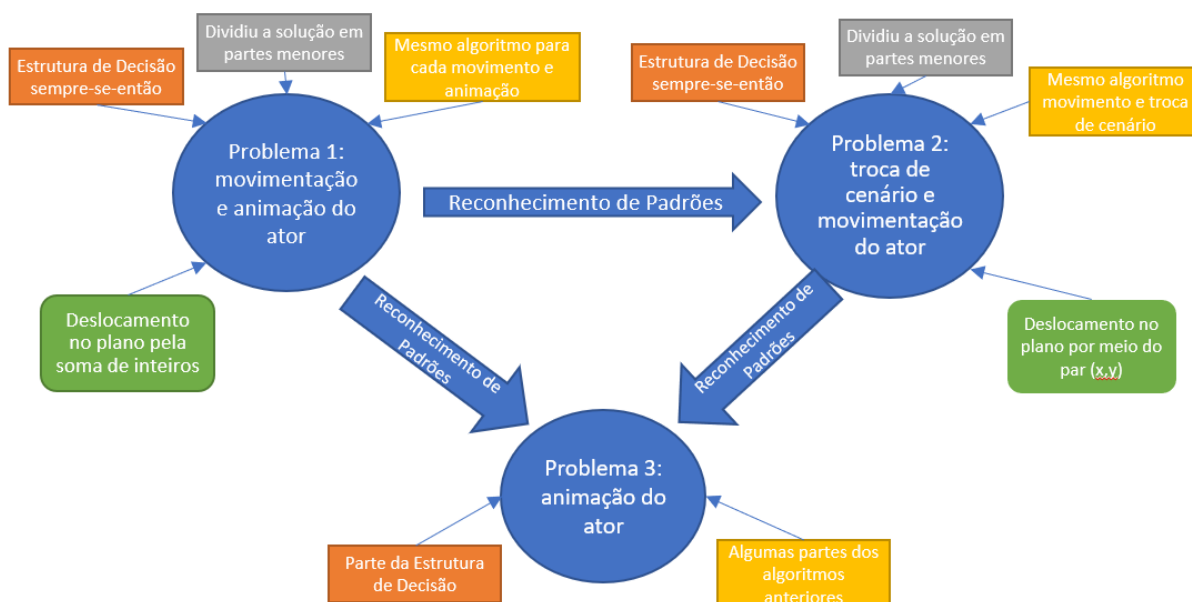 Dividiu a solução em
partes menores
Estrutura de Decisão
sempre-se-então
Mesmo algoritmo para
cada movimento e
animação
Problema 1:
movimentação
e animação do
ator
Deslocamento
no plano pela
soma de inteiros
Reconhecimento de Padrões
Dividiu a solução em
partes menores
Estrutura de Decisão
sempre-se-então
Mesmo algoritmo
movimento e troca
de cenário
Problema 2:
troca de
cenário e
movimentação
do ator
Deslocamento no
plano por meio do
par (x,y)
Reconhecimento de
Padrões
Reconhecimento de
Padrões
Problema 3:
animação do
ator
Parte da Estrutura
de Decisão
Algumas partes dos
algoritmos
anteriores